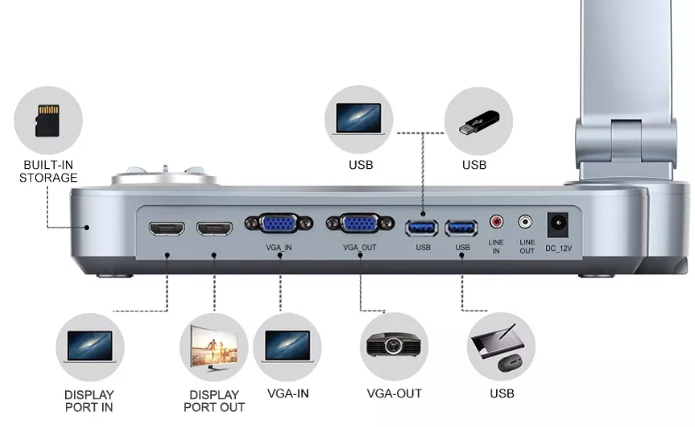 BUILT-IN
STORAGE
USB
USB
VGA_IN
VGA_OUT
USB
USB
LINE
IN
LINE
OUT
DC_12V
DISPLAY
PORT IN
DISPLAY
PORT OUT
VGA-IN
VGA-OUT
USB